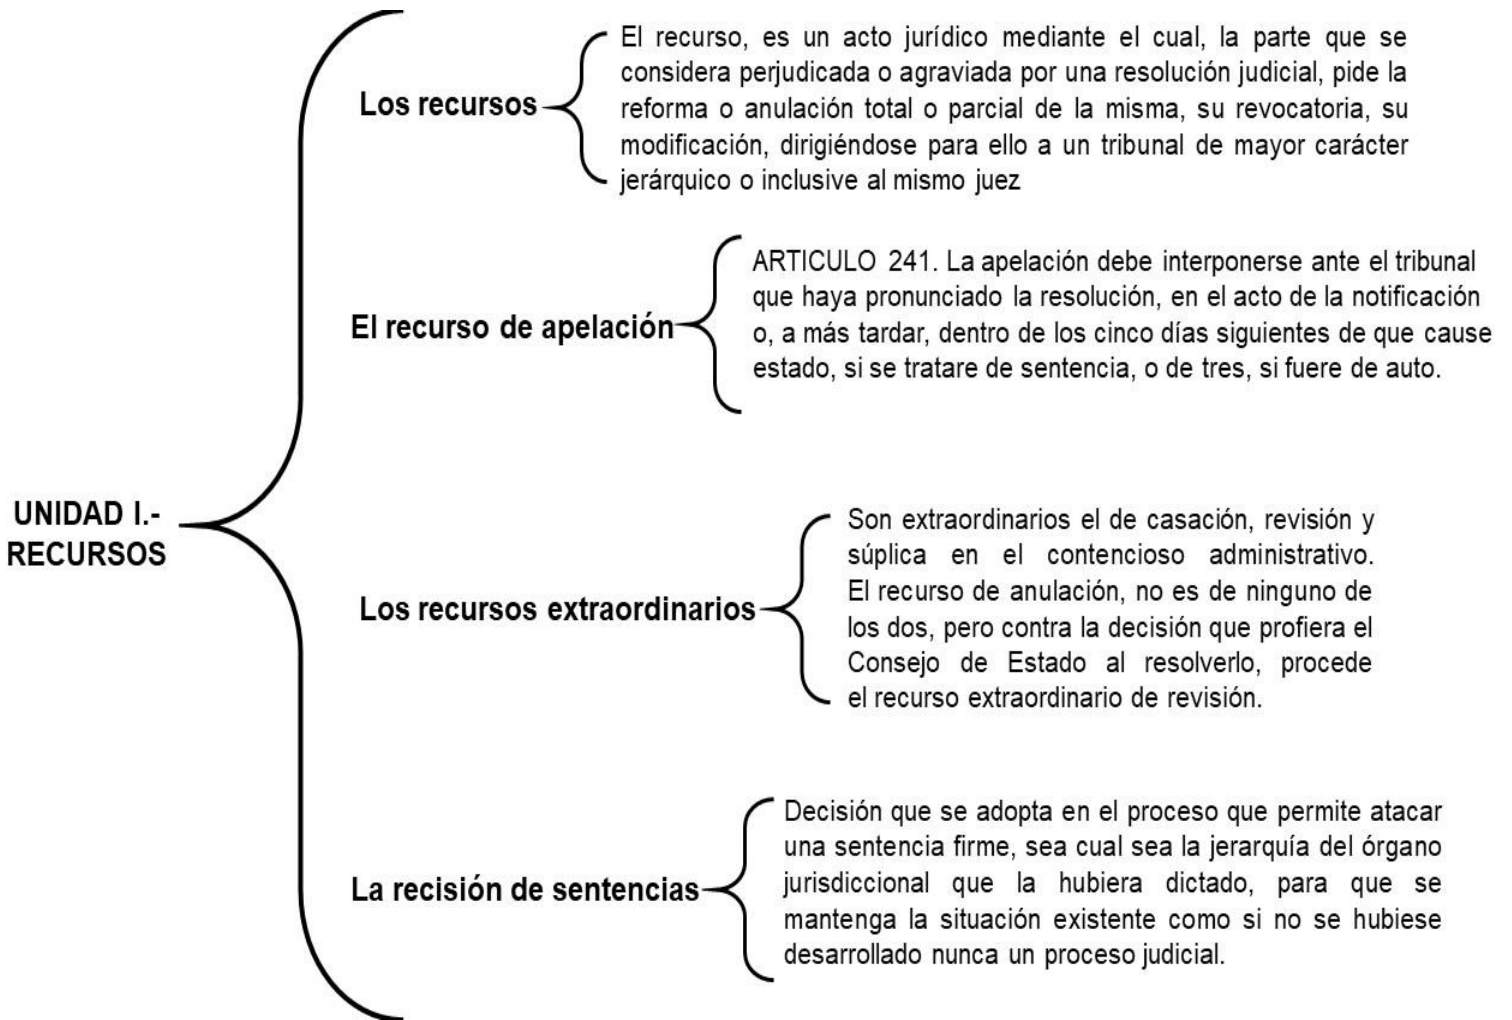 UNIDAD I.-
RECURSOS
Los recursos
El recurso, es un acto jurídico mediante el cual, la parte que se
considera perjudicada o agraviada por una resolución judicial, pide la
reforma o anulación total o parcial de la misma, su revocatoria, su
modificación, dirigiéndose para ello a un tribunal de mayor carácter
jerárquico o inclusive al mismo juez
El recurso de apelación
ARTICULO 241. La apelación debe interponerse ante el tribunal
que haya pronunciado la resolución, en el acto de la notificación
o, a más tardar, dentro de los cinco días siguientes de que cause
estado, si se tratare de sentencia, o de tres, si fuere de auto.
Los recursos extraordinarios
Son extraordinarios el de casación, revisión y
súplica en el contencioso administrativo.
El recurso de anulación, no es de ninguno de
los dos, pero contra la decisión que profiera el
Consejo de Estado al resolverlo, procede
el recurso extraordinario de revisión.
La recisión de sentencias
Decisión que se adopta en el proceso que permite atacar
una sentencia firme, sea cual sea la jerarquía del órgano
jurisdiccional que la hubiera dictado, para que se
mantenga la situación existente como si no se hubiese
desarrollado nunca un proceso judicial.